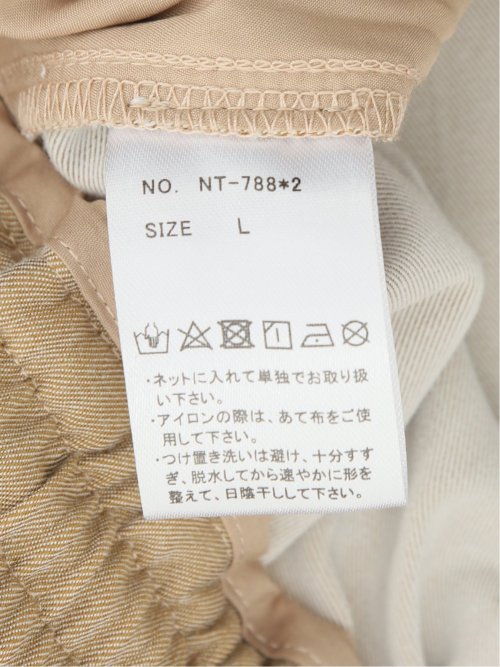 NO. NT-788*2
SIZE L
・ネットに入れて単独でお取り扱
い下さい。
・アイロンの際は、あて布をご使
用して下さい。
・つけ置き洗いは避け、十分すす
ぎ、脱水してから速やかに形を
整えて、日陰干しして下さい。